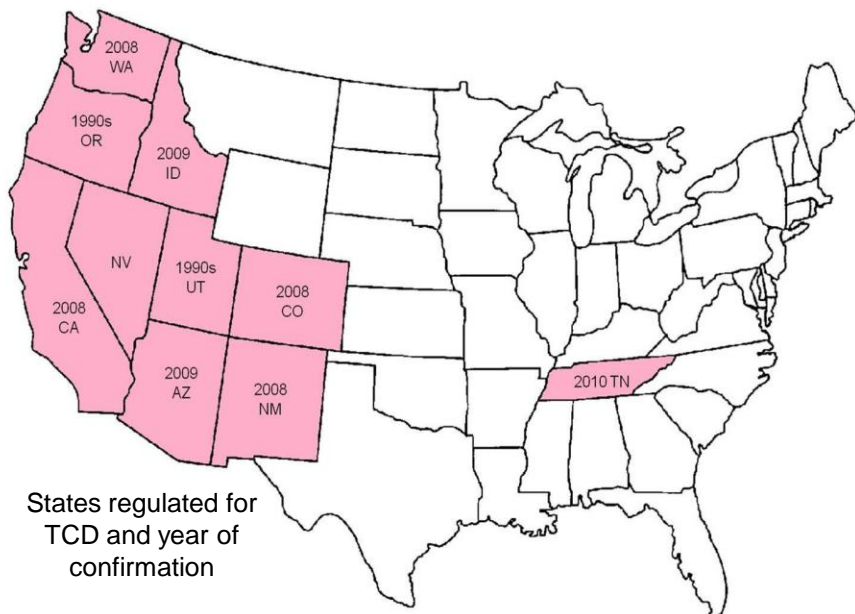 2008
WA
1990s
OR
2009
ID
NV
1990s
UT
2008
CO
2008
CA
2009
AZ
2008
NM
2010 TN
States regulated for
TCD and year of
confirmation